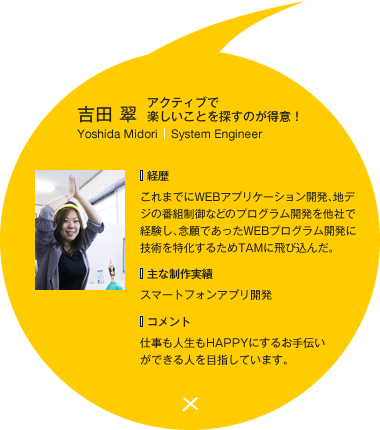 吉田 翠 アクティブで
楽しいことを探すのが得意！
Yoshida Midori | System Engineer
経歴
これまでにWEBアプリケーション開発、地デ
ジの番組制御などのプログラム開発を他社で
経験し、念願であったWEBプログラム開発に
技術を特化するためTAMに飛び込んだ。
主な制作実績
スマートフォンアプリ開発
コメント
仕事も人生もHAPPYにするお手伝い
ができる人を目指しています。